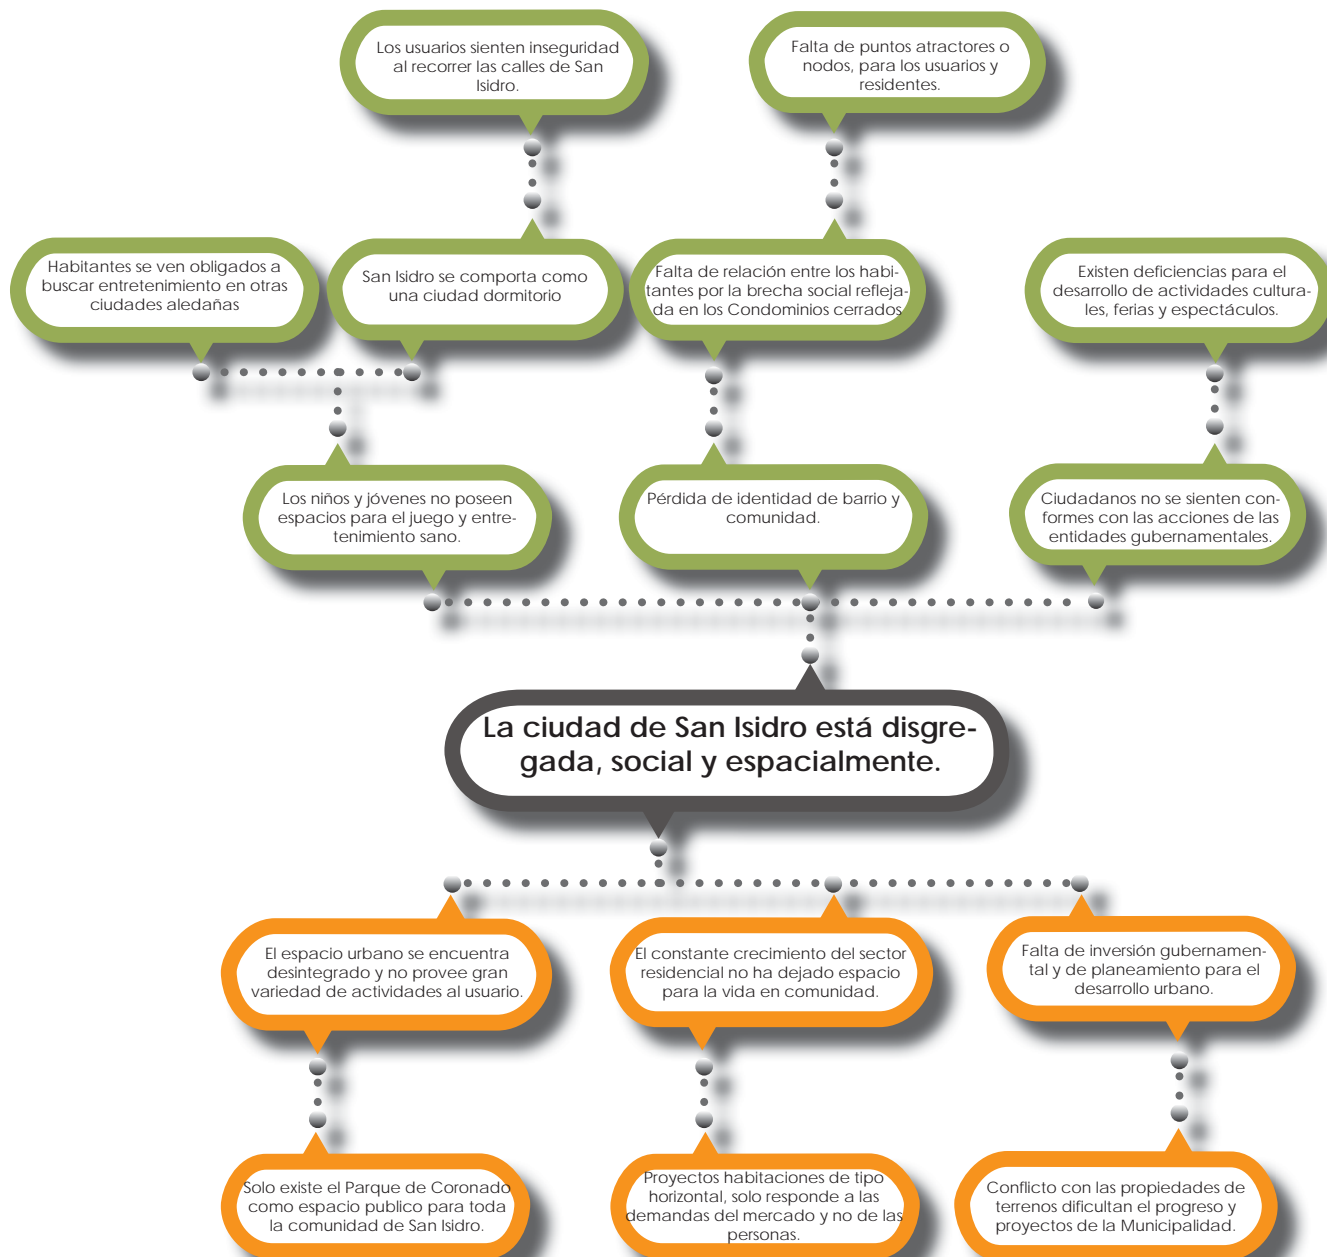 Los usuarios sienten inseguridad
al recorrer las calles de San
Isidro.
Falta de puntos atractores o
nodos, para los usuarios y
residentes.
Habitantes se ven obligados a
buscar entretenimiento en otras
ciudades aledañas
San Isidro se comporta como
una ciudad dormitorio
Falta de relación entre los habi-
tantes por la brecha social refleja-
da en los Condominios cerrados
Existen deficiencias para el
desarrollo de actividades cultura-
les, ferias y espectáculos.
Los niños y jóvenes no poseen
espacios para el juego y entre-
tenimiento sano.
Pérdida de identidad de barrio y
comunidad.
Ciudadanos no se sienten con-
formes con las acciones de las
entidades gubernamentales.
La ciudad de San Isidro está disgre-
gada, social y espacialmente.
El espacio urbano se encuentra
desintegrado y no provee gran
variedad de actividades al usuario.
El constante crecimiento del sector
residencial no ha dejado espacio
para la vida en comunidad.
Falta de inversión gubernamen-
tal y de planeamiento para el
desarrollo urbano.
Solo existe el Parque de Coronado
como espacio publico para toda
la comunidad de San Isidro.
Proyectos habitaciones de tipo
horizontal, solo responde a las
demandas del mercado y no de las
personas.
Conflicto con las propiedades de
terrenos dificultan el progreso y
proyectos de la Municipalidad.